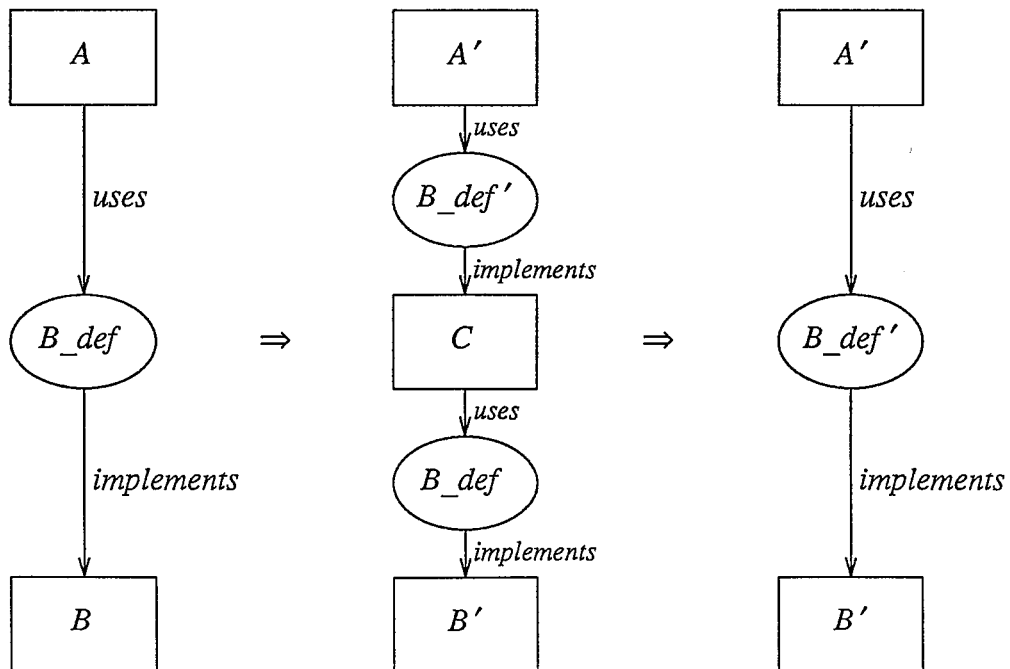 A
uses
B_def
implements
B
⇒
A′
uses
B_def′
implements
C
uses
B_def
implements
B′
⇒
A′
uses
B_def′
implements
B′